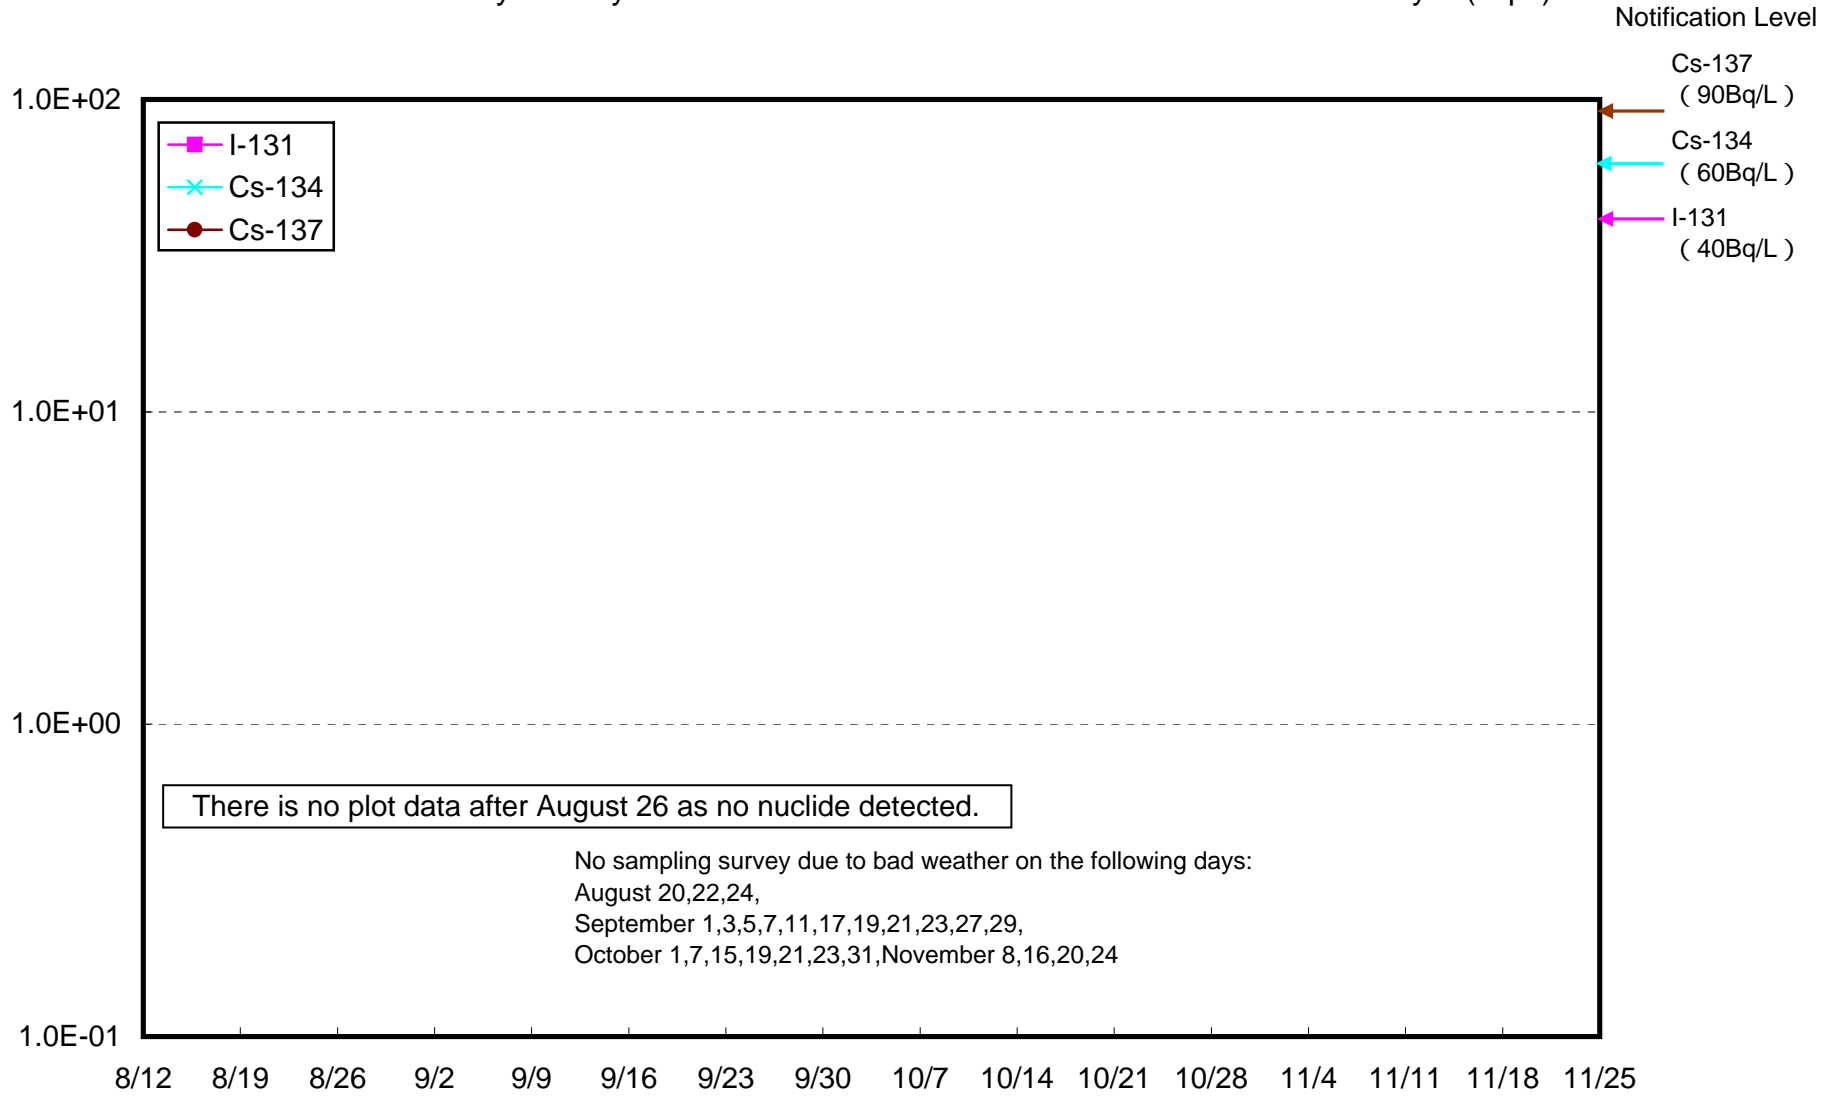 Notification Level
Cs-137
( 90Bq/L )
Cs-134
( 60Bq/L )
I-131
( 40Bq/L )
1.0E+02
I-131
Cs-134
Cs-137
1.0E+01
1.0E+00
There is no plot data after August 26 as no nuclide detected.
No sampling survey due to bad weather on the following days:
August 20,22,24,
September 1,3,5,7,11,17,19,21,23,27,29,
October 1,7,15,19,21,23,31,November 8,16,20,24
1.0E-01
8/12 8/19 8/26 9/2 9/9 9/16 9/23 9/30 10/7 10/14 10/21 10/28 11/4 11/11 11/18 11/25